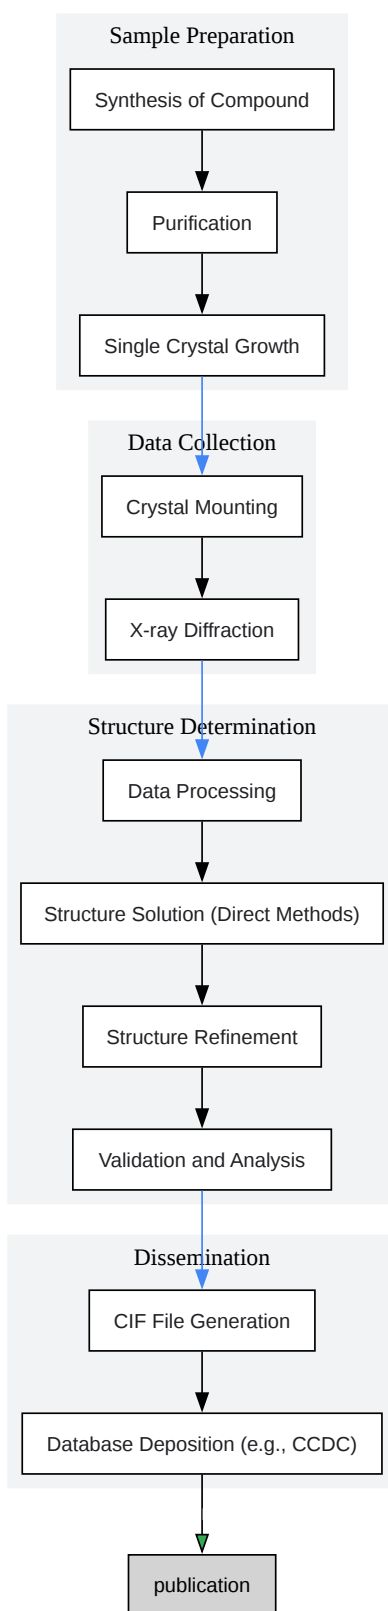 Sample Preparation
Synthesis of Compound
Purification
Single Crystal Growth
Data Collection
Crystal Mounting
X-ray Diffraction
Structure Determination
Data Processing
Structure Solution (Direct Methods)
Structure Refinement
Validation and Analysis
Dissemination
CIF File Generation
Database Deposition (e.g., CCDC)
publication